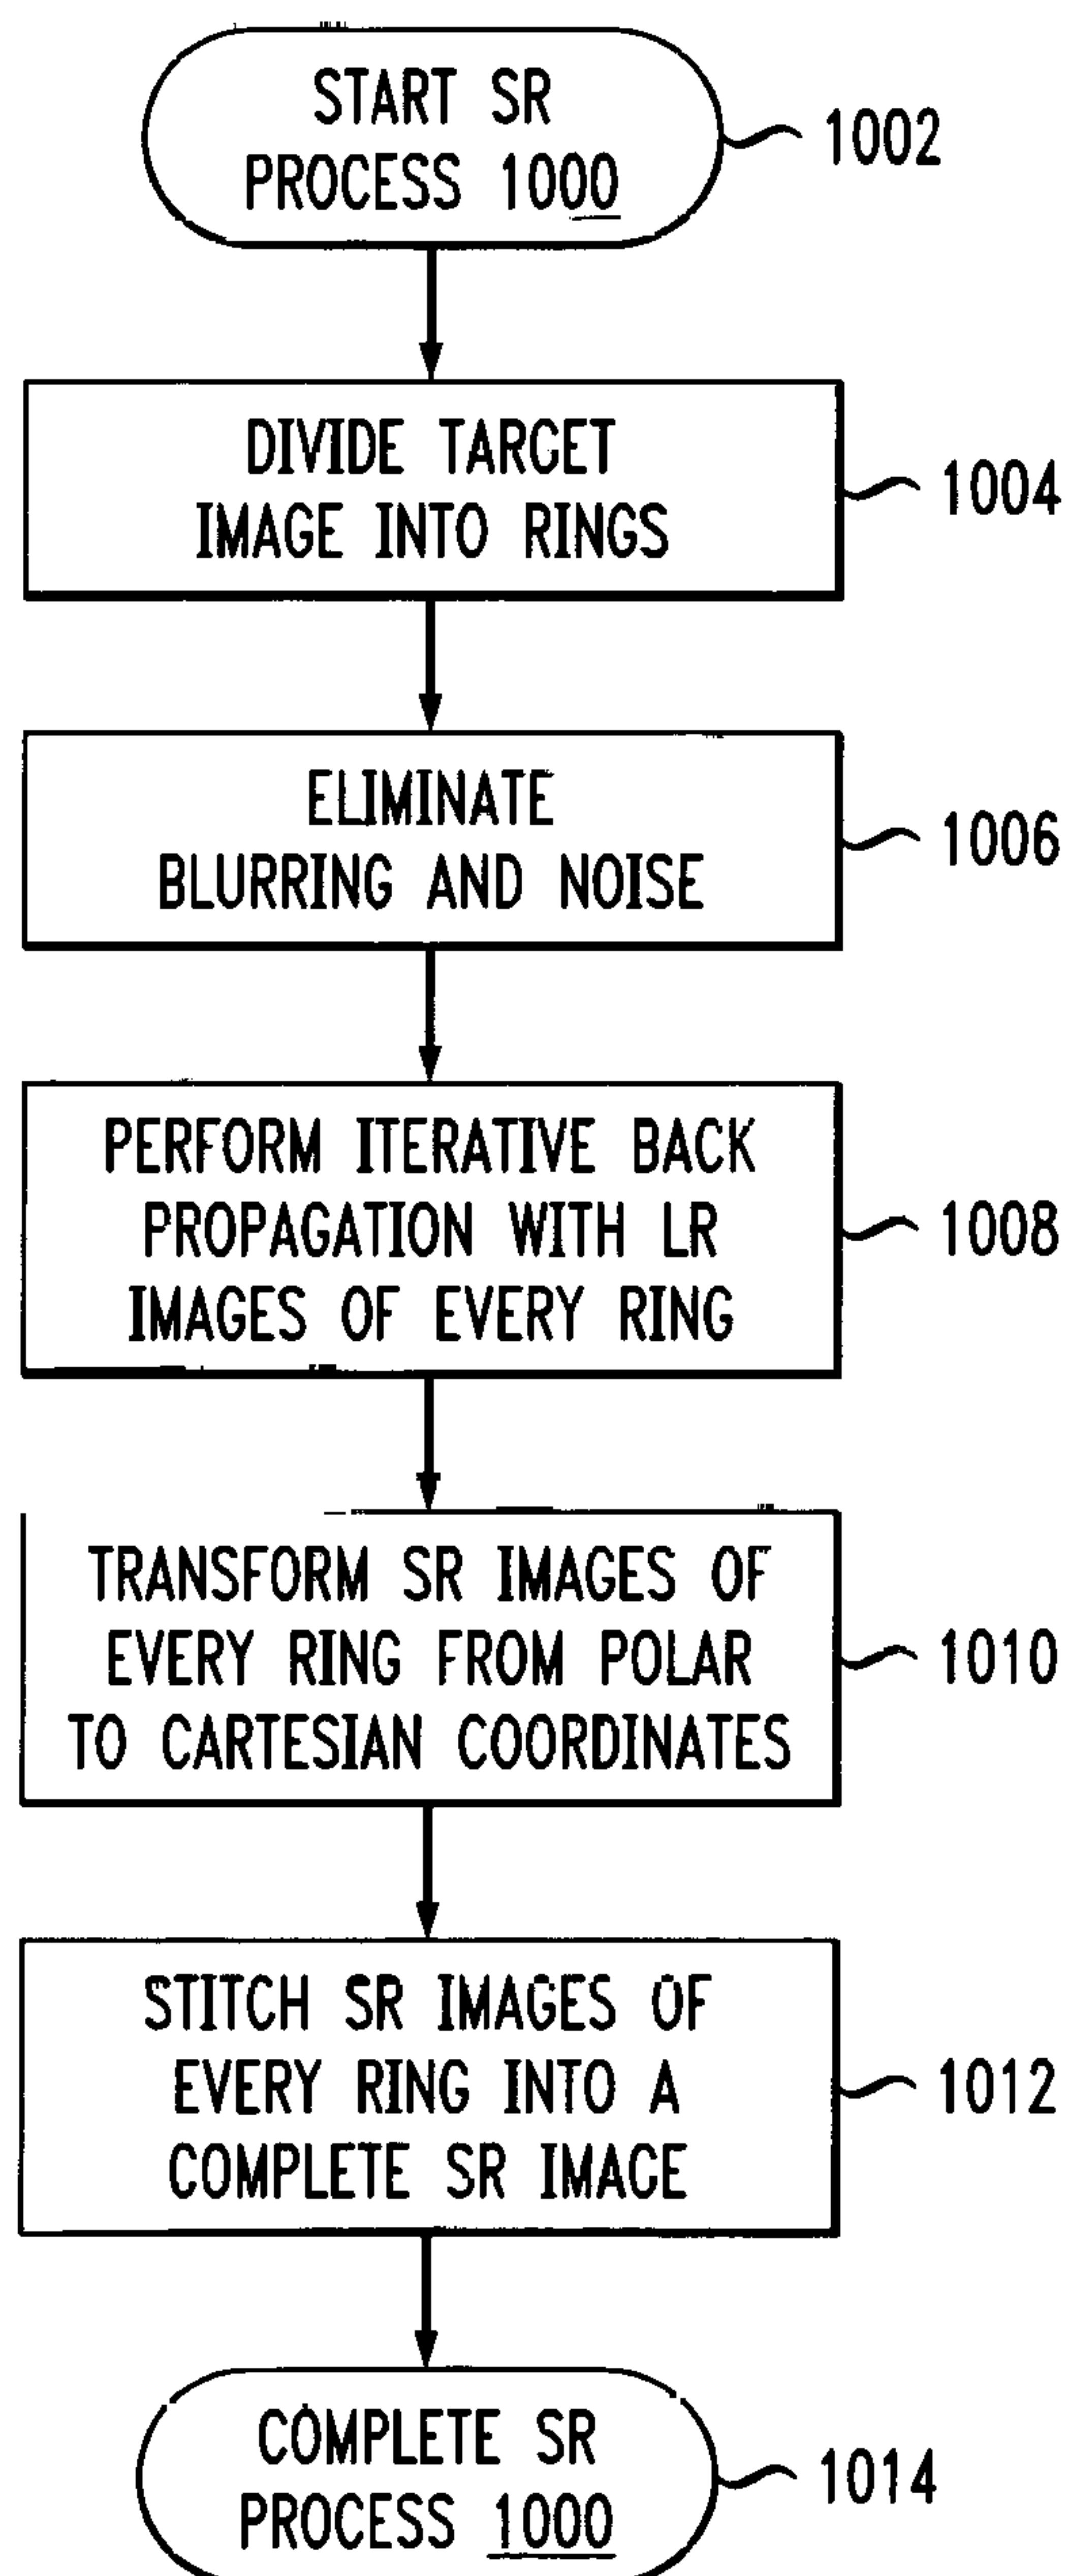 START SR
PROCESS 1000
1002
DIVIDE TARGET
IMAGE INTO RINGS
1004
ELIMINATE
BLURRING AND NOISE
1006
PERFORM ITERATIVE BACK
PROPAGATION WITH LR
IMAGES OF EVERY RING
1008
TRANSFORM SR IMAGES OF
EVERY RING FROM POLAR
TO CARTESIAN COORDINATES
1010
STITCH SR IMAGES OF
EVERY RING INTO A
COMPLETE SR IMAGE
1012
COMPLETE SR
PROCESS 1000
1014